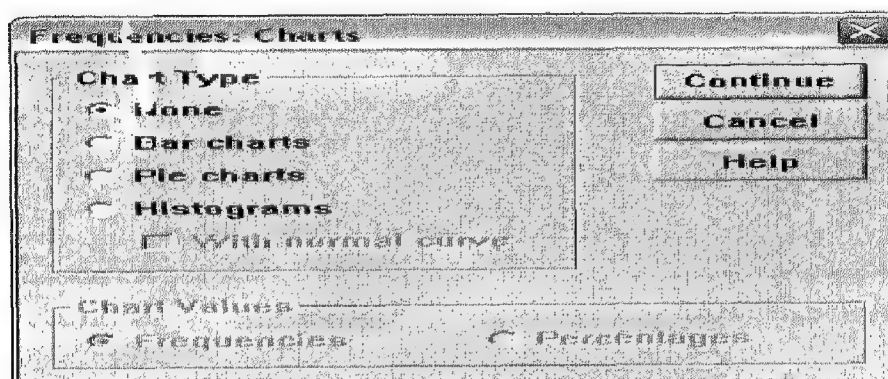 Frequencies: Charts
Chart Type
None
Bar charts
Pie charts
Histograms
With normal curve
Continue
Cancel
Help
Chart Values
Frequencies
Percentages